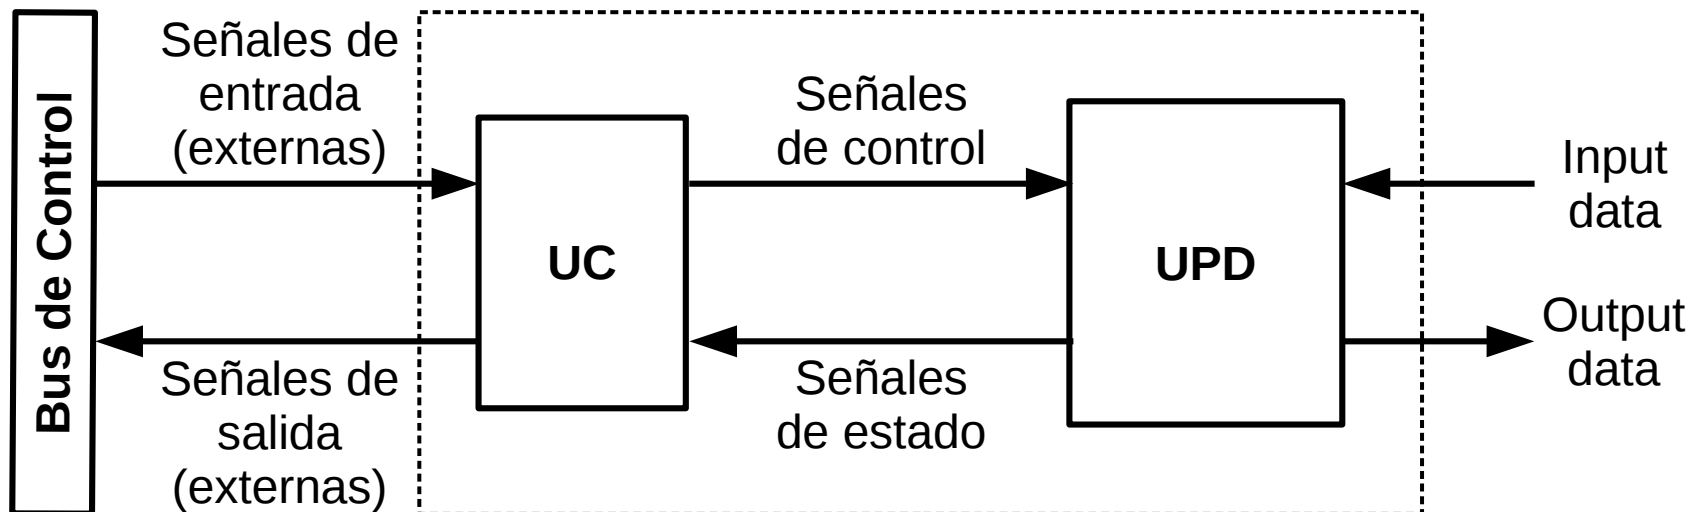 Bus de Control
Señales de
entrada
(externas)
Señales de
salida
(externas)
UC
Señales
de control
Señales
de estado
UPD
Input
data
Output
data